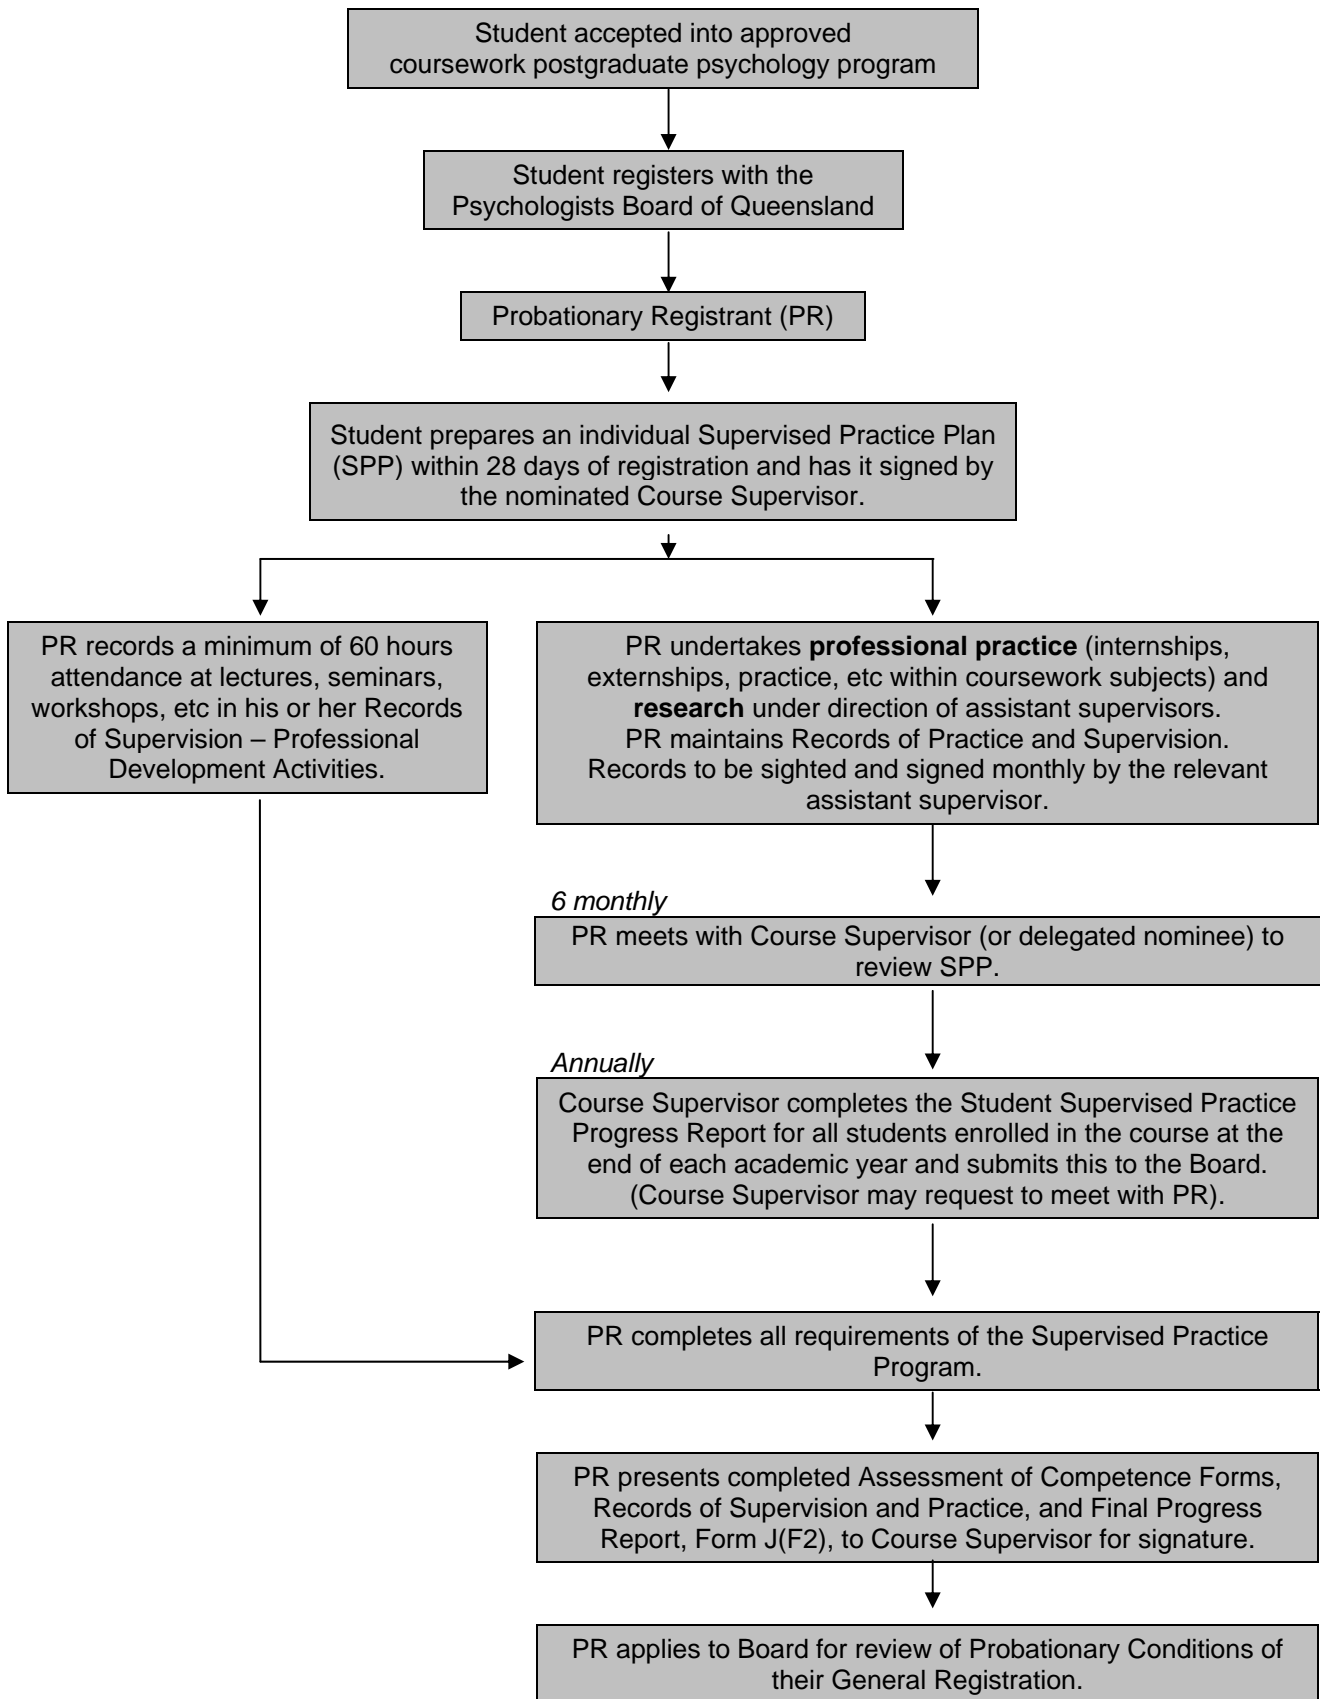 Student accepted into approved
coursework postgraduate psychology program
Student registers with the
Psychologists Board of Queensland
Probationary Registrant (PR)
Student prepares an individual Supervised Practice Plan
(SPP) within 28 days of registration and has it signed by
the nominated Course Supervisor.
PR records a minimum of 60 hours
attendance at lectures, seminars,
workshops, etc in his or her Records
of Supervision – Professional
Development Activities.
PR undertakes professional practice (internships,
externships, practice, etc within coursework subjects) and
research under direction of assistant supervisors.
PR maintains Records of Practice and Supervision.
Records to be sighted and signed monthly by the relevant
assistant supervisor.
6 monthly
PR meets with Course Supervisor (or delegated nominee) to
review SPP.
Annually
Course Supervisor completes the Student Supervised Practice
Progress Report for all students enrolled in the course at the
end of each academic year and submits this to the Board.
(Course Supervisor may request to meet with PR).
PR completes all requirements of the Supervised Practice
Program.
PR presents completed Assessment of Competence Forms,
Records of Supervision and Practice, and Final Progress
Report, Form J(F2), to Course Supervisor for signature.
PR applies to Board for review of Probationary Conditions of
their General Registration.